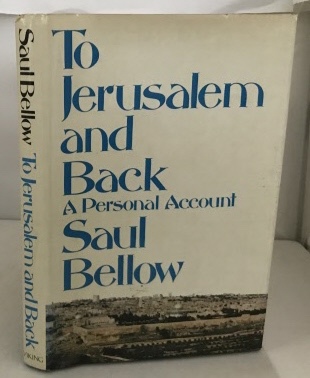 To
Jerusalem
and
Back
A Personal Account
Saul
Bellow
Saul Bellow To Jerusalem and Back
VIKING